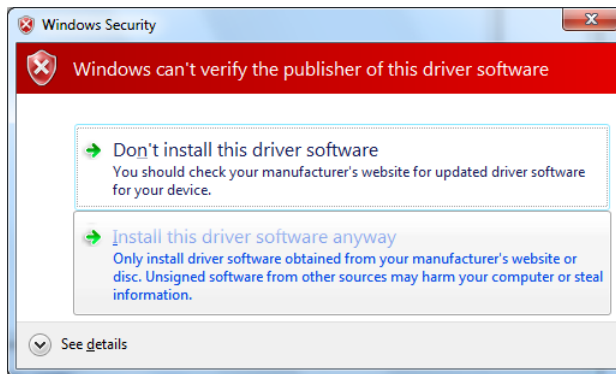 Windows Security
Windows can't verify the publisher of this driver software
Don't install this driver software
You should check your manufacturer's website for updated driver software
for your device.
Install this driver software anyway
Only install driver software obtained from your manufacturer's website or
disc. Unsigned software from other sources may harm your computer or steal
information.
See details